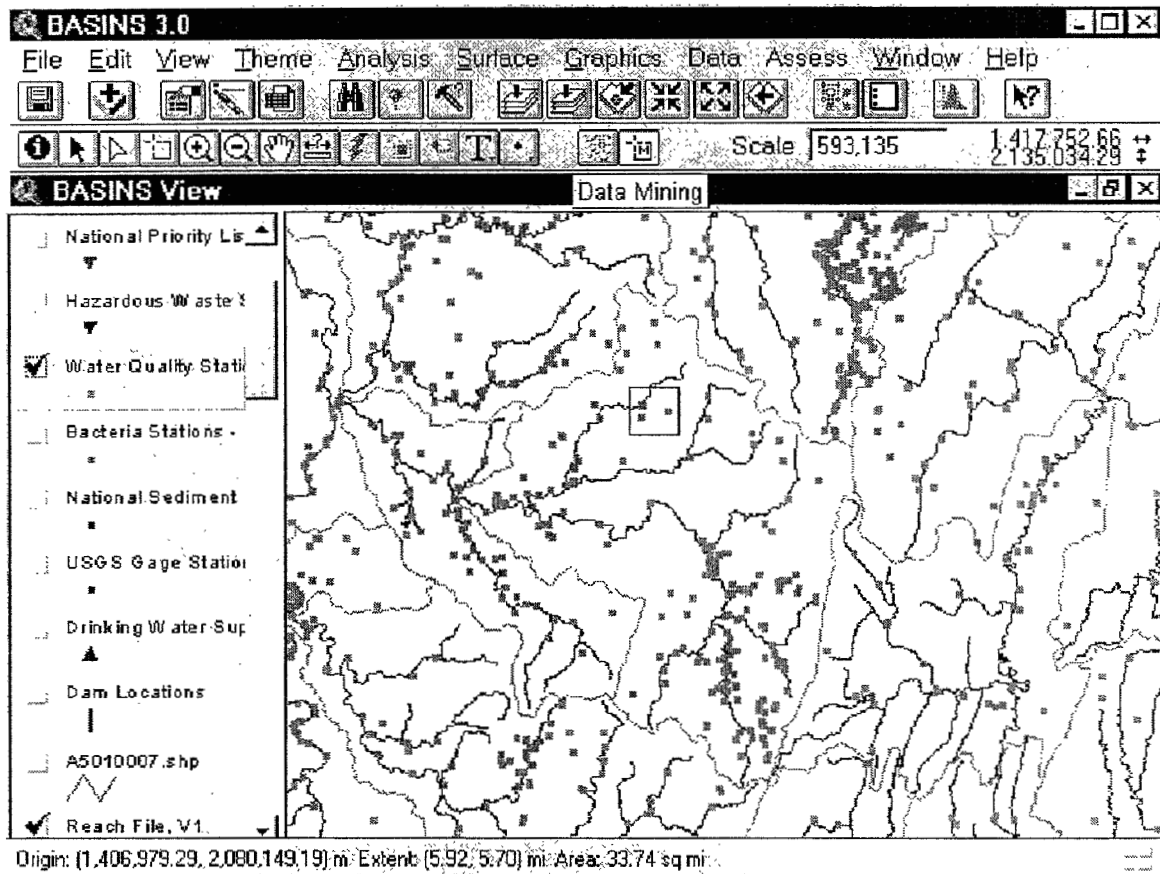 BASINS 3.0
File Edit View Theme Analysis Surface Graphics Data Assess Window Help
T
Scale 593,135
1,417,752.66
2,135,034.29
BASINS View
Data Mining
National Priority Lis
Hazardous Waste S
Water Quality Stati
Bacteria Stations -
National Sediment
USGS Gage Station
Drinking Water Sup
Dam Locations
A5010007.shp
Reach File, V1
Origin: (1,406,979.29, 2,080,149.19) m Extent: (5.92, 5.70) mi Area: 33.74 sq mi